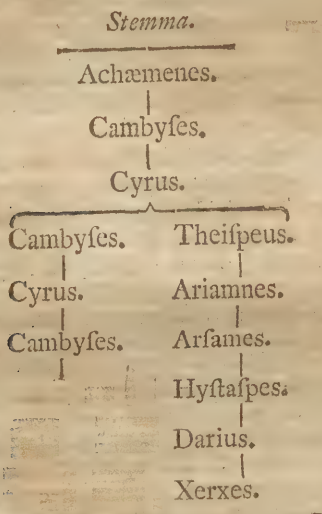 Stemma.
Achæmenes.
Cambyſes.
Cyrus.
Cambyſes. Theiſpeus.
Cyrus. Ariamnes.
Cambyſes. Arſames.
Hyſtaſpes.
Darius.
Xerxes.